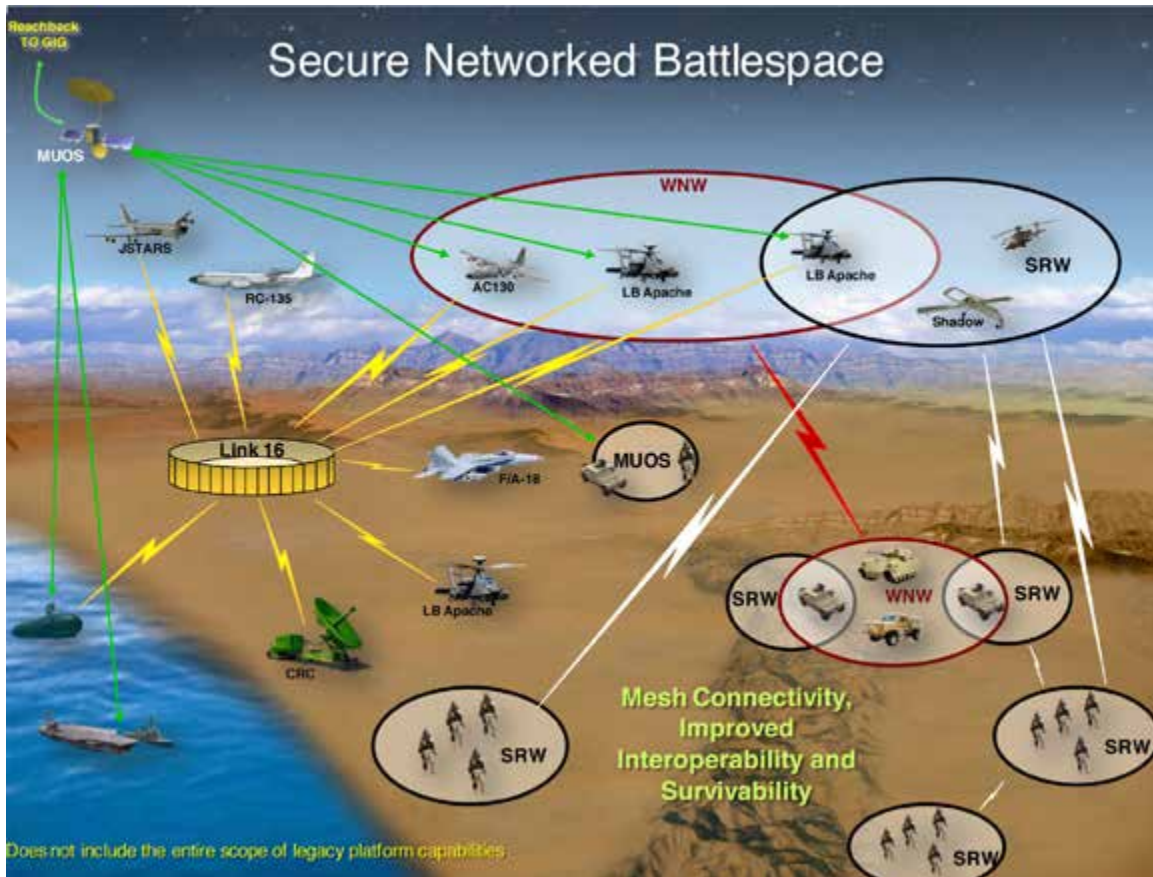 Reachback
TO GIG
Secure Networked Battlespace
MUOS
WNW
JSTARS
RC-135
AC130
LB Apache
LB Apache
SRW
Shadow
Link 16
F/A-18
MUOS
LB Apache
CRC
SRW
WNW
SRW
Mesh Connectivity,
Improved
Interoperability and
Survivability
SRW
SRW
SRW
Does not include the entire scope of legacy platform capabilities